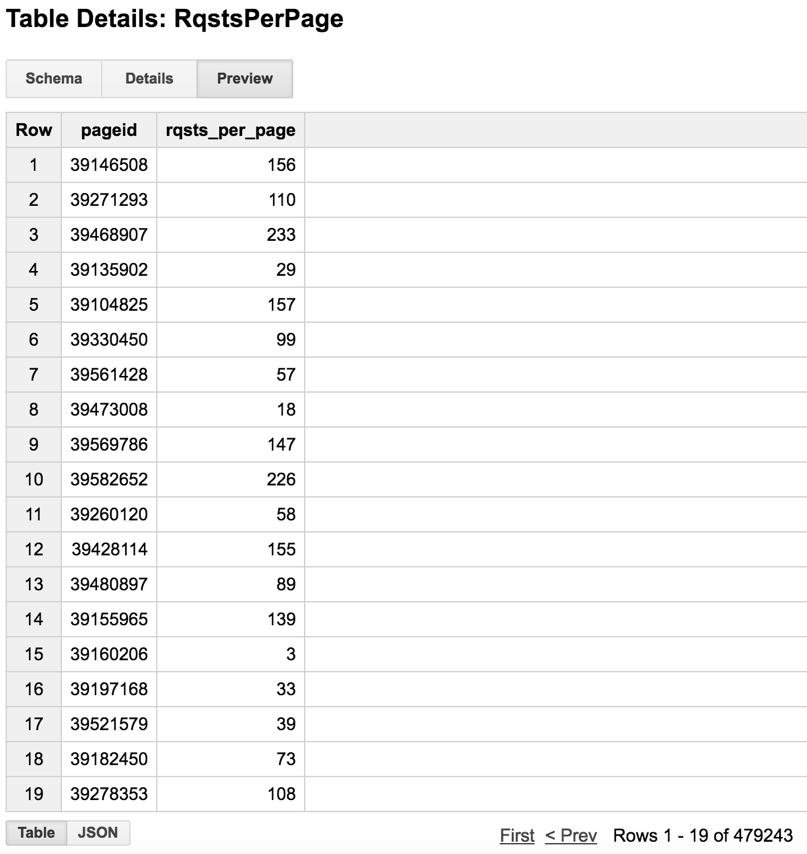 Table Details: RqstsPerPage
Schema Details Preview
Row pageid rqsts_per_page
1 39146508 156
2 39271293 110
3 39468907 233
4 39135902 29
5 39104825 157
6 39330450 99
7 39561428 57
8 39473008 18
9 39569786 147
10 39582652 226
11 39260120 58
12 39428114 155
13 39480897 89
14 39155965 139
15 39160206 3
16 39197168 33
17 39521579 39
18 39182450 73
19 39278353 108
Table JSON First < Prev Rows 1 - 19 of 479243